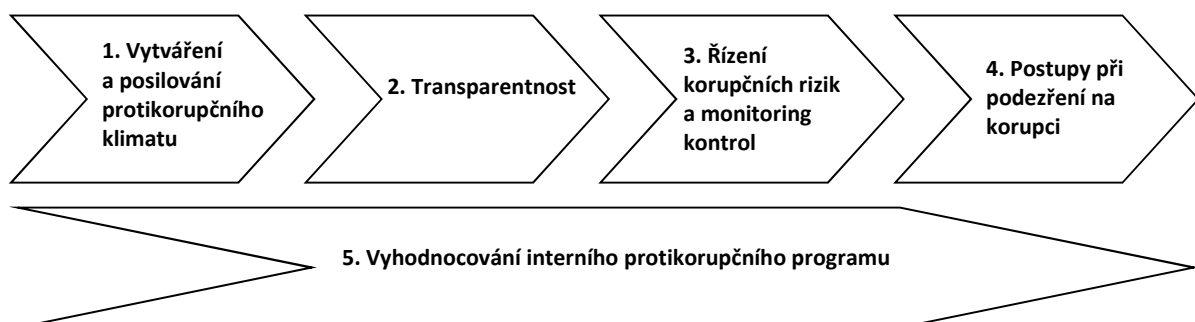 1. Vytváření
a posilování
protikorupčního
klimatu
2. Transparentnost
3. Řízení
korupčních rizik
a monitoring
kontrol
4. Postupy při
podezření na
korupci
5. Vyhodnocování interního protikorupčního programu